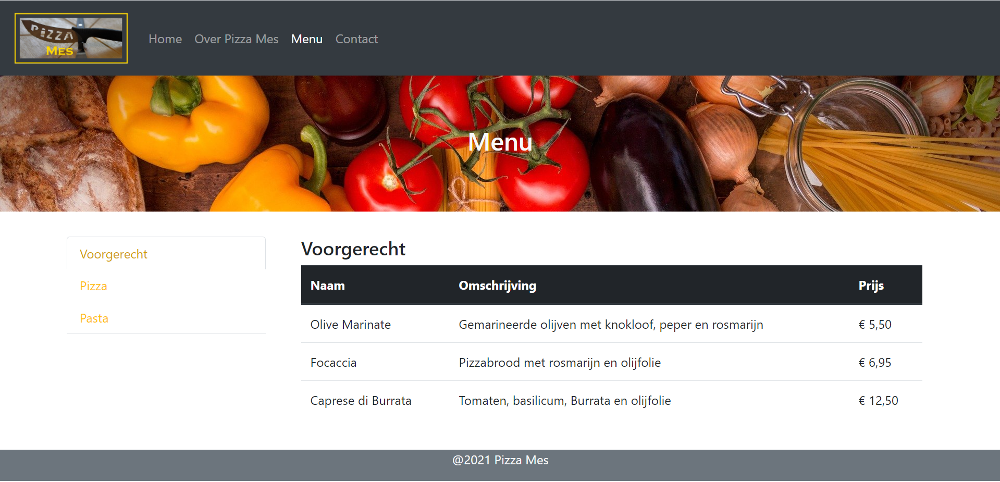 PiZZA
MES
Home Over Pizza Mes Menu Contact
Menu
Voorgerecht
Pizza
Pasta
Voorgerecht
Naam Omschrijving Prijs
Olive Marinate Gemarineerde olijven met knokloof, peper en rosmarijn € 5,50
Focaccia Pizzabrood met rosmarijn en olijfolie € 6,95
Caprese di Burrata Tomaten, basilicum, Burrata en olijfolie € 12,50
@2021 Pizza Mes